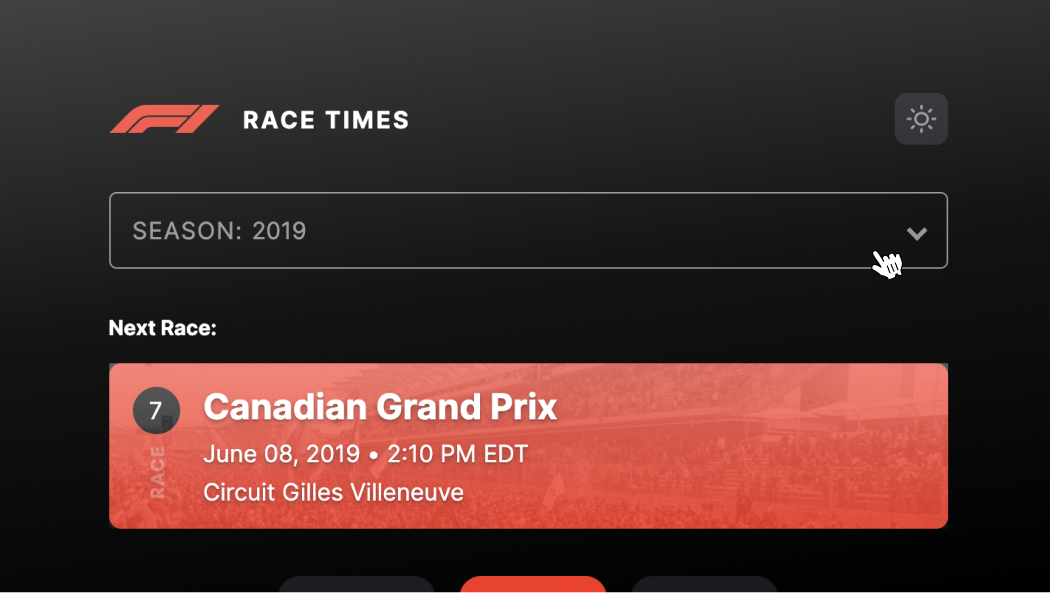 F1 RACE TIMES
SEASON: 2019
Next Race:
7
RACE
Canadian Grand Prix
June 08, 2019 • 2:10 PM EDT
Circuit Gilles Villeneuve